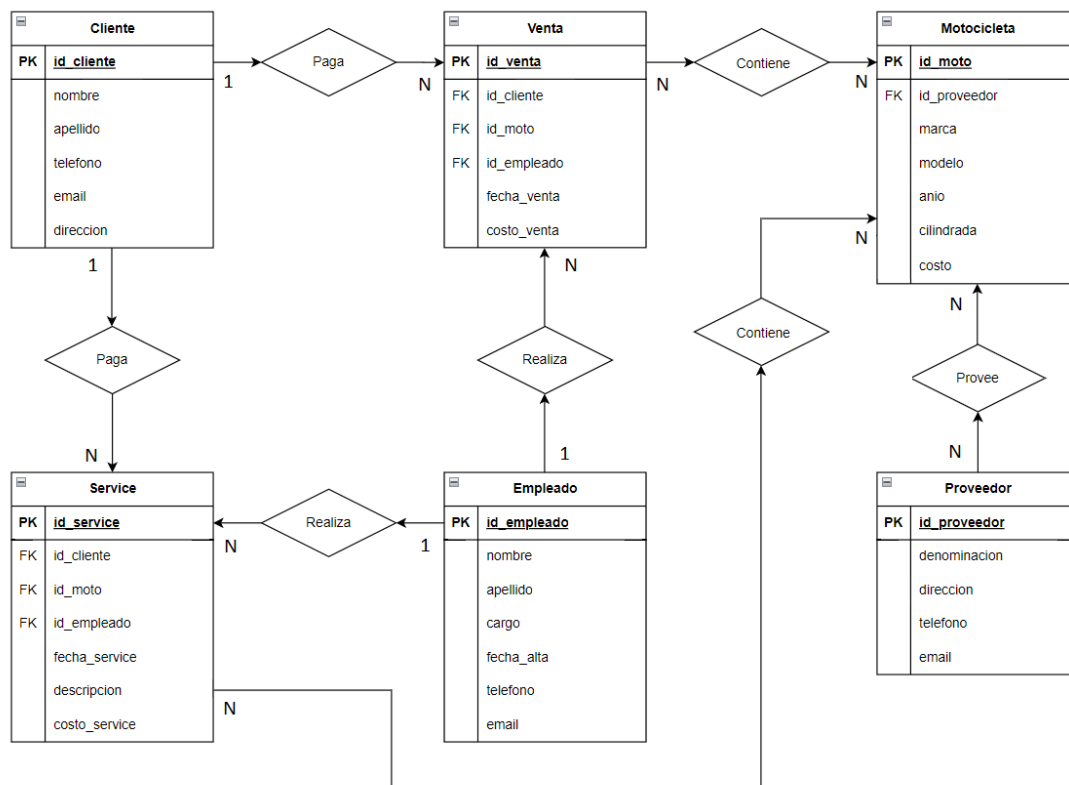 Cliente
PK id_cliente
nombre
apellido
telefono
email
direccion
1
Paga
N
Venta
PK id_venta
FK id_cliente
FK id_moto
FK id_empleado
fecha_venta
costo_venta
N
Contiene
N
Motocicleta
PK id_moto
FK id_proveedor
marca
modelo
anio
cilindrada
costo
1
Paga
N
N
Realiza
1
N
Contiene
N
Provee
N
Service
PK id_service
FK id_cliente
FK id_moto
FK id_empleado
fecha_service
descripcion
costo_service
N
Realiza
N
1
Empleado
PK id_empleado
nombre
apellido
cargo
fecha_alta
telefono
email
Proveedor
PK id_proveedor
denominacion
direccion
telefono
email